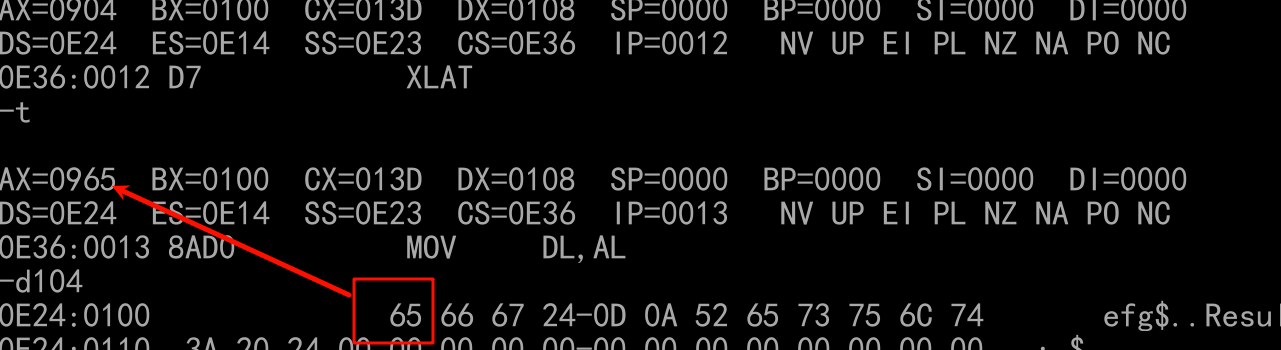 AX=0904 BX=0100 CX=013D DX=0108 SP=0000 BP=0000 SI=0000 DI=0000
DS=0E24 ES=0E14 SS=0E23 CS=0E36 IP=0012 NV UP EI PL NZ NA PO NC
0E36:0012 D7 XLAT
-t
AX=0965 BX=0100 CX=013D DX=0108 SP=0000 BP=0000 SI=0000 DI=0000
DS=0E24 ES=0E14 SS=0E23 CS=0E36 IP=0013 NV UP EI PL NZ NA PO NC
0E36:0013 8AD0 MOV DL,AL
-d104
0E24:0100 65 66 67 24-0D 0A 52 65 73 75 6C 74 efg$..Resul
0E24:0110 3A 20 24 00 00 00 00 00-00 00 00 00 00 00 00 00 : $